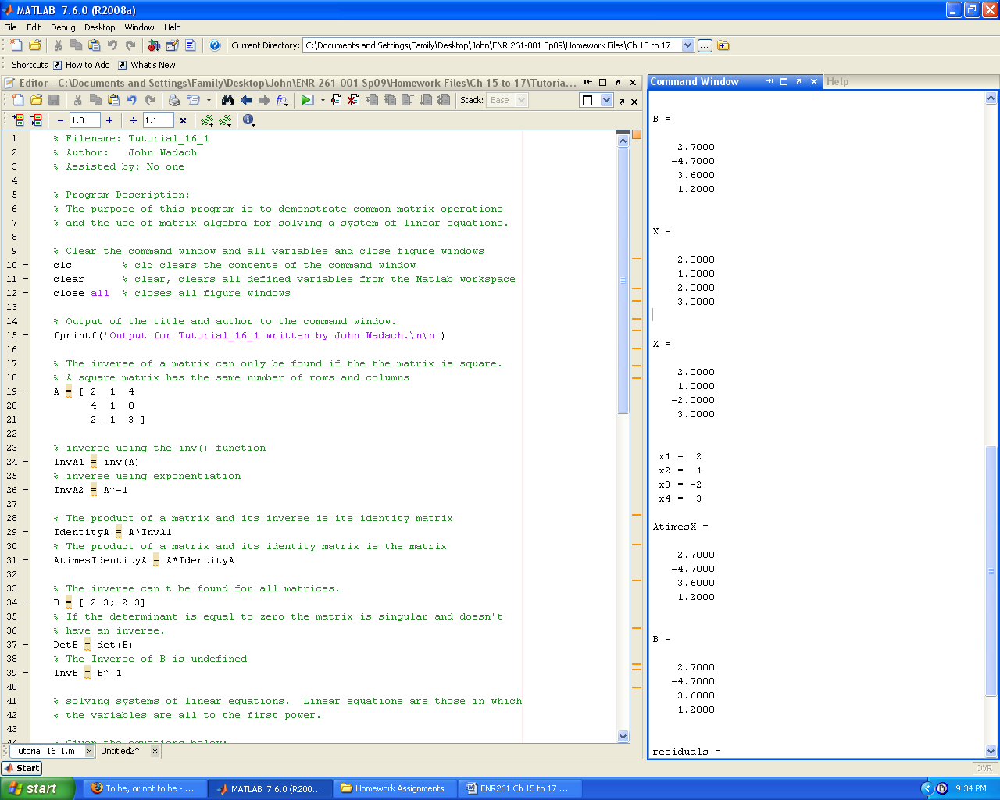 MATLAB 7.6.0 (R2008a)
File Edit Debug Desktop Window Help
Current Directory: C:\Documents and Settings\Family\Desktop\John\ENR 261-001 Sp09\Homework Files\Ch 15 to 17
Shortcuts How to Add What's New
Editor - C:\Documents and Settings\Family\Desktop\John\ENR 261-001 Sp09\Homework Files\Ch 15 to 17\Tutoria...
Stack: Base
1.0 1.1
1 % Filename: Tutorial_16_1
2 % Author:   John Wadach
3 % Assisted by: No one
4
5 % Program Description:
6 % The purpose of this program is to demonstrate common matrix operations
7 % and the use of matrix algebra for solving a system of linear equations.
8
9 % Clear the command window and all variables and close figure windows
10 clc        % clc clears the contents of the command window
11 clear      % clear, clears all defined variables from the Matlab workspace
12 close all  % closes all figure windows
13
14 % Output of the title and author to the command window.
15 fprintf('Output for Tutorial_16_1 written by John Wadach.\n\n')
16
17 % The inverse of a matrix can only be found if the the matrix is square.
18 % A square matrix has the same number of rows and columns
19 A = [ 2  1  4
20       4  1  8
21       2 -1  3 ]
22
23 % inverse using the inv() function
24 InvA1 = inv(A)
25 % inverse using exponentiation
26 InvA2 = A^-1
27
28 % The product of a matrix and its inverse is its identity matrix
29 IdentityA = A*InvA1
30 % The product of a matrix and its identity matrix is the matrix
31 AtimesIdentityA = A*IdentityA
32
33 % The inverse can't be found for all matrices.
34 B = [ 2 3; 2 3]
35 % If the determinant is equal to zero the matrix is singular and doesn't
36 % have an inverse.
37 DetB = det(B)
38 % The Inverse of B is undefined
39 InvB = B^-1
40
41 % solving systems of linear equations.  Linear equations are those in which
42 % the variables are all to the first power.
43
44 % Given the equations below:
Tutorial_16_1.m Untitled2*
Command Window Help
B =
2.7000
-4.7000
3.6000
1.2000
X =
2.0000
1.0000
-2.0000
3.0000
X =
2.0000
1.0000
-2.0000
3.0000
x1 =  2
x2 =  1
x3 = -2
x4 =  3
AtimesX =
2.7000
-4.7000
3.6000
1.2000
B =
2.7000
-4.7000
3.6000
1.2000
residuals =
Start OVR
start To be, or not to be - ... MATLAB 7.6.0 (R200... Homework Assignments ENR261 Ch 15 to 17 ... 9:34 PM